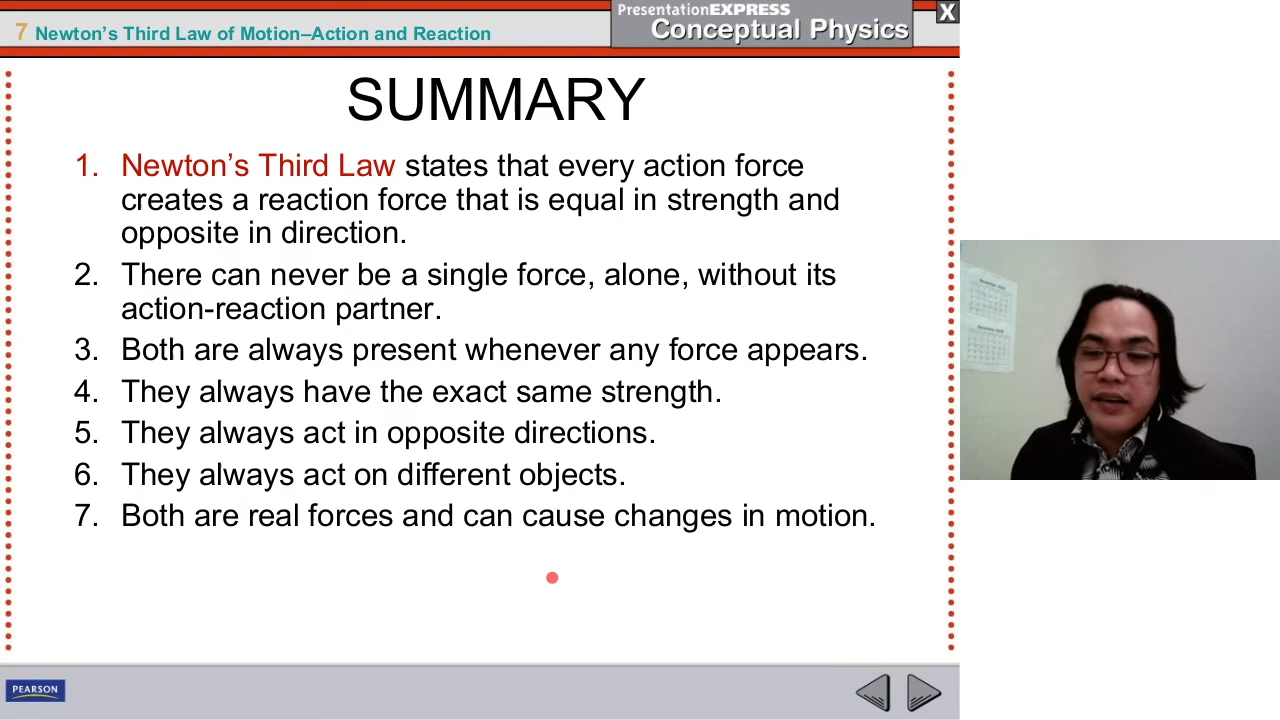 7 Newton's Third Law of Motion–Action and Reaction
PresentationEXPRESS
Conceptual Physics
X
SUMMARY
1. Newton's Third Law states that every action force
creates a reaction force that is equal in strength and
opposite in direction.
2. There can never be a single force, alone, without its
action-reaction partner.
3. Both are always present whenever any force appears.
4. They always have the exact same strength.
5. They always act in opposite directions.
6. They always act on different objects.
7. Both are real forces and can cause changes in motion.
PEARSON